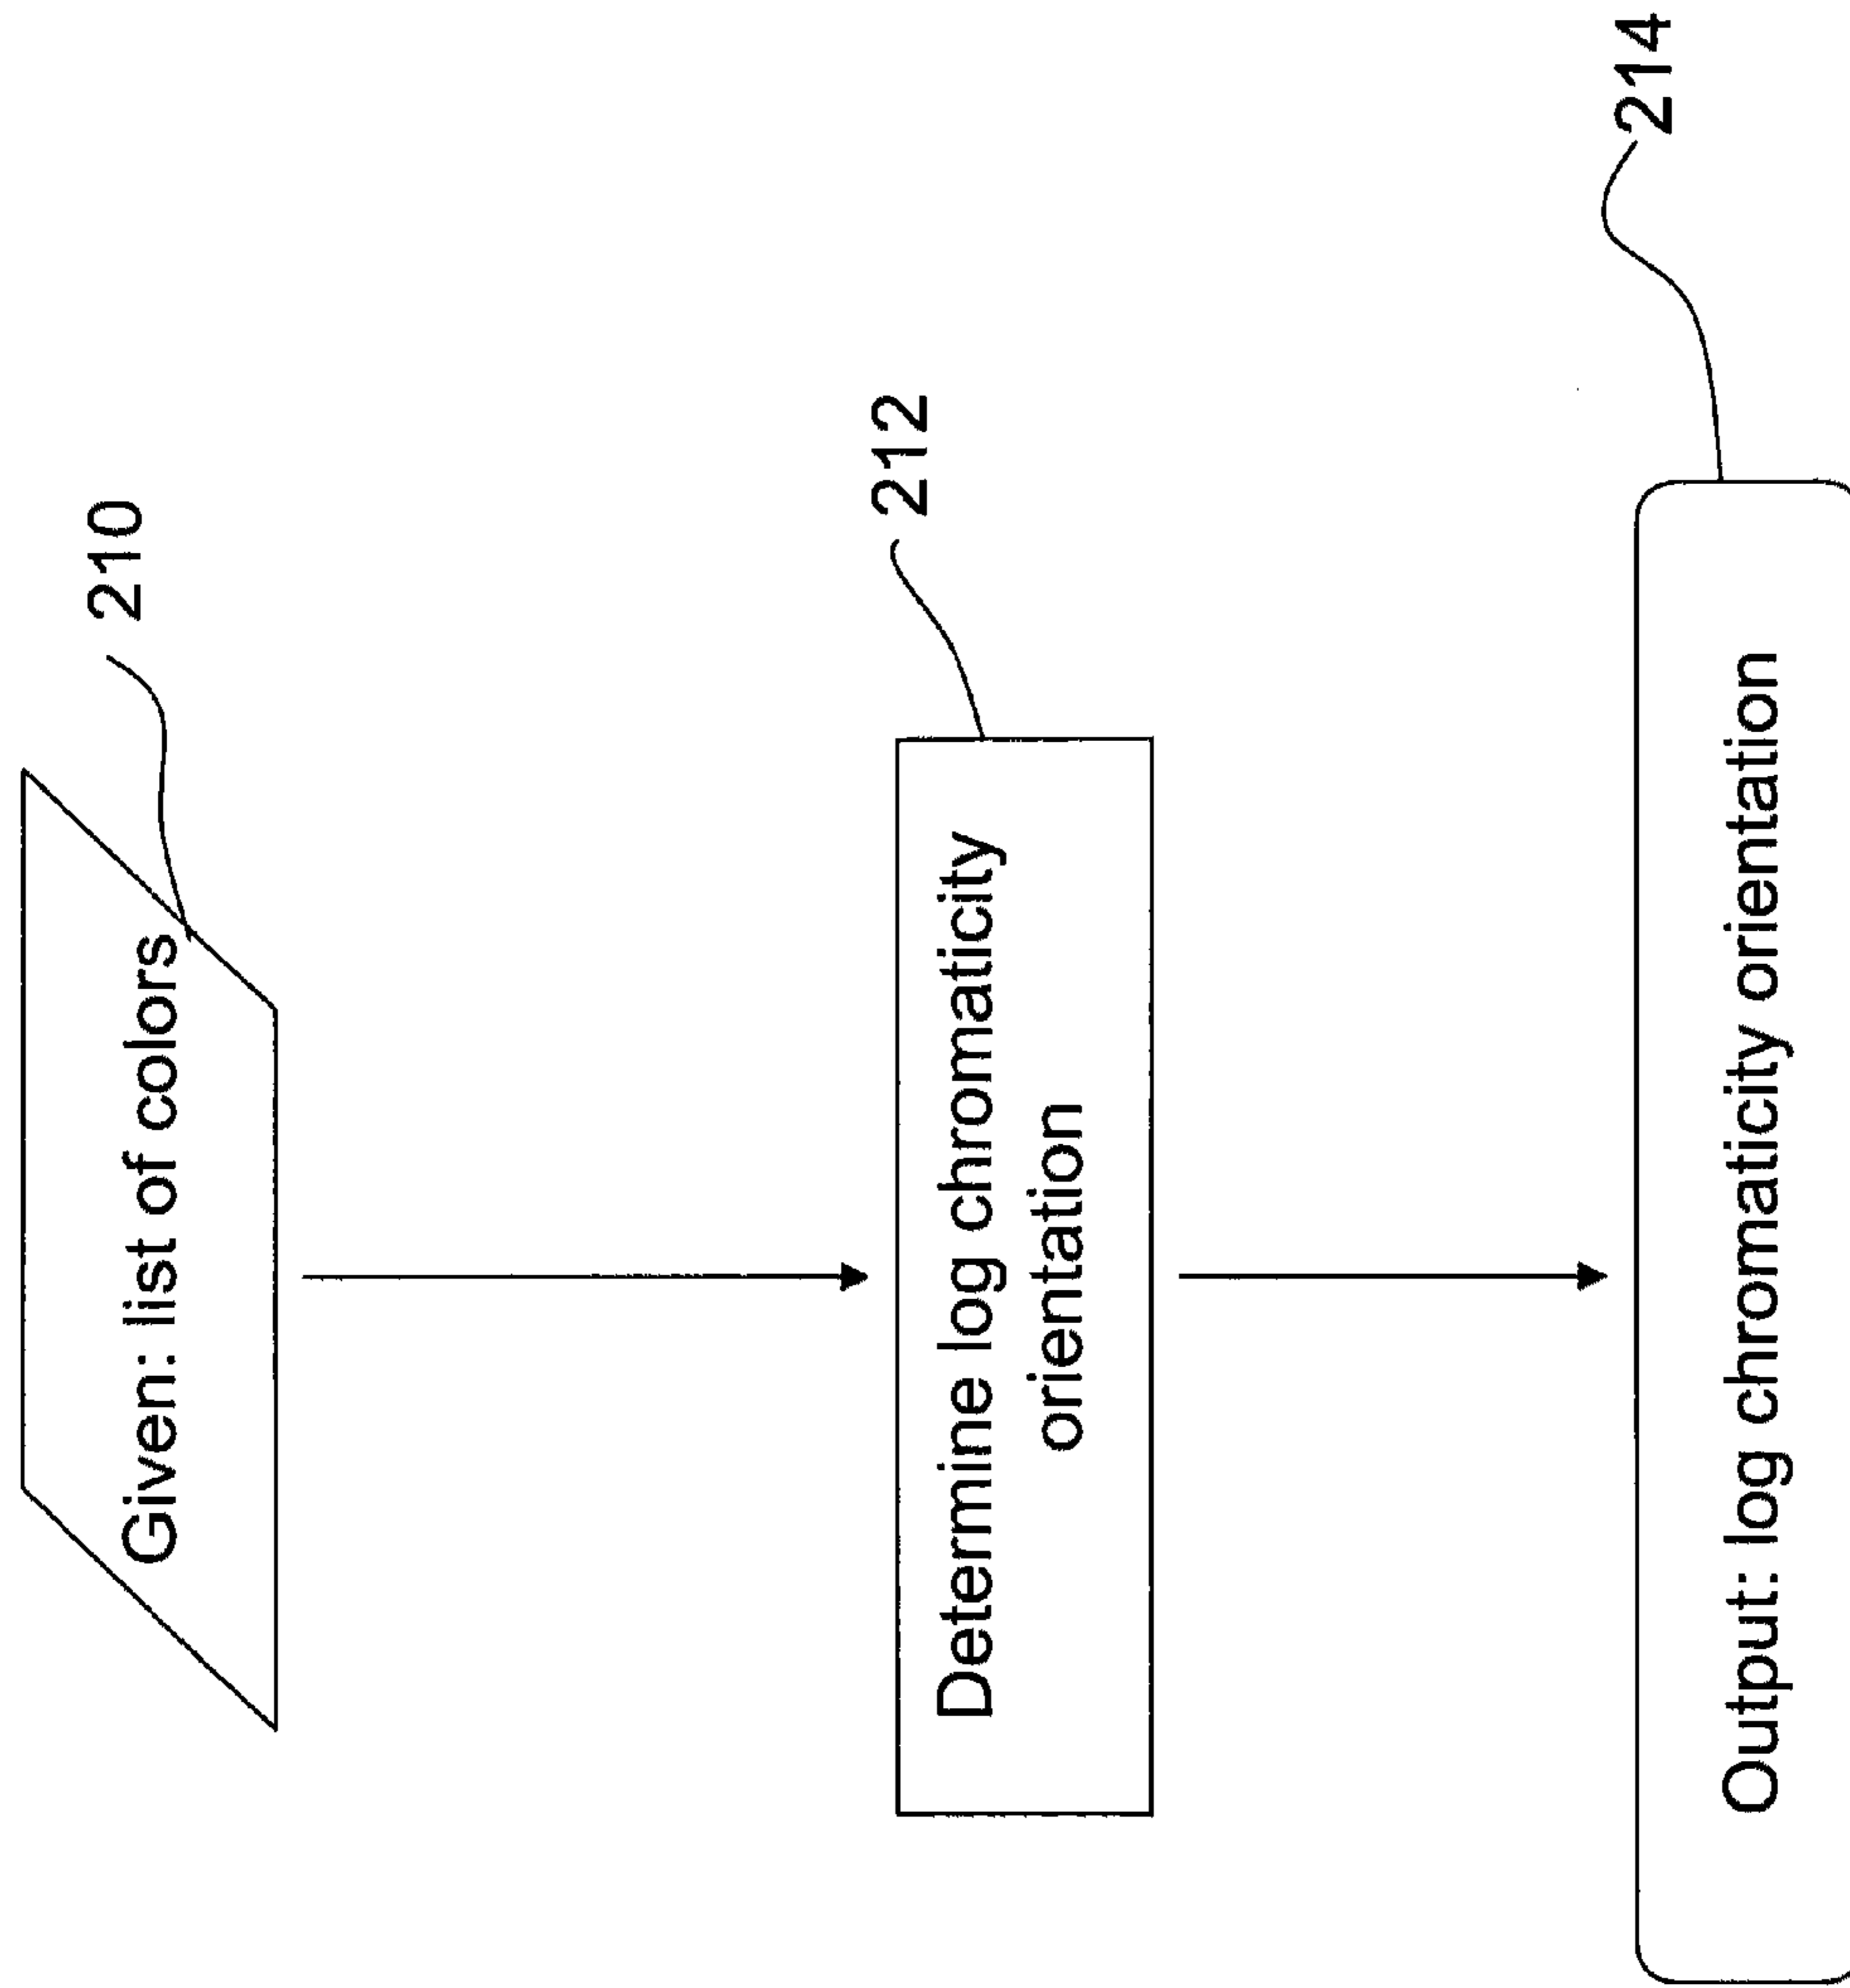 Given: list of colors
210
Determine log chromaticity
orientation
212
Output: log chromaticity orientation
214